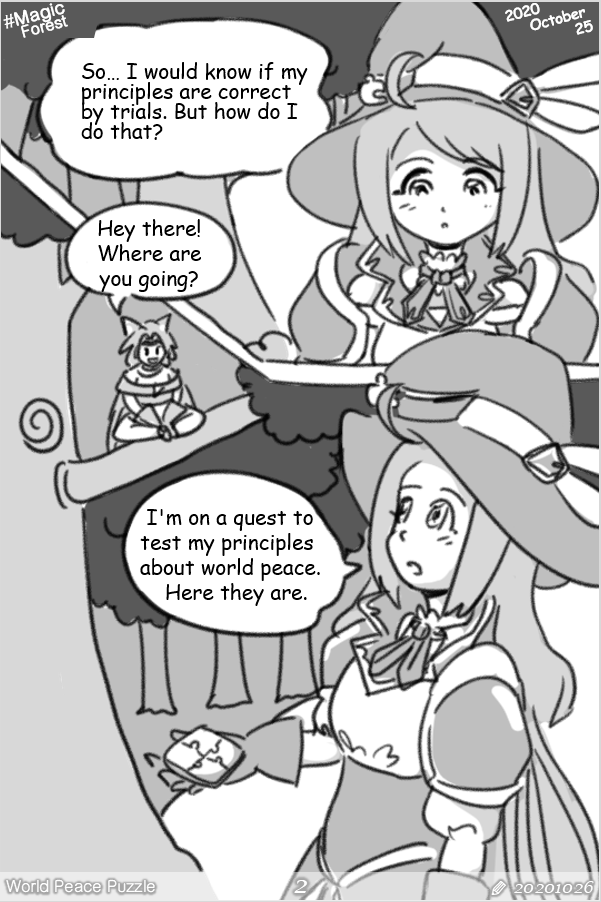 #Magic
Forest
2020
October
25
So... I would know if my
principles are correct
by trials. But how do I
do that?
Hey there!
Where are
you going?
I'm on a quest to
test my principles
about world peace.
Here they are.
World Peace Puzzle
2
20201026